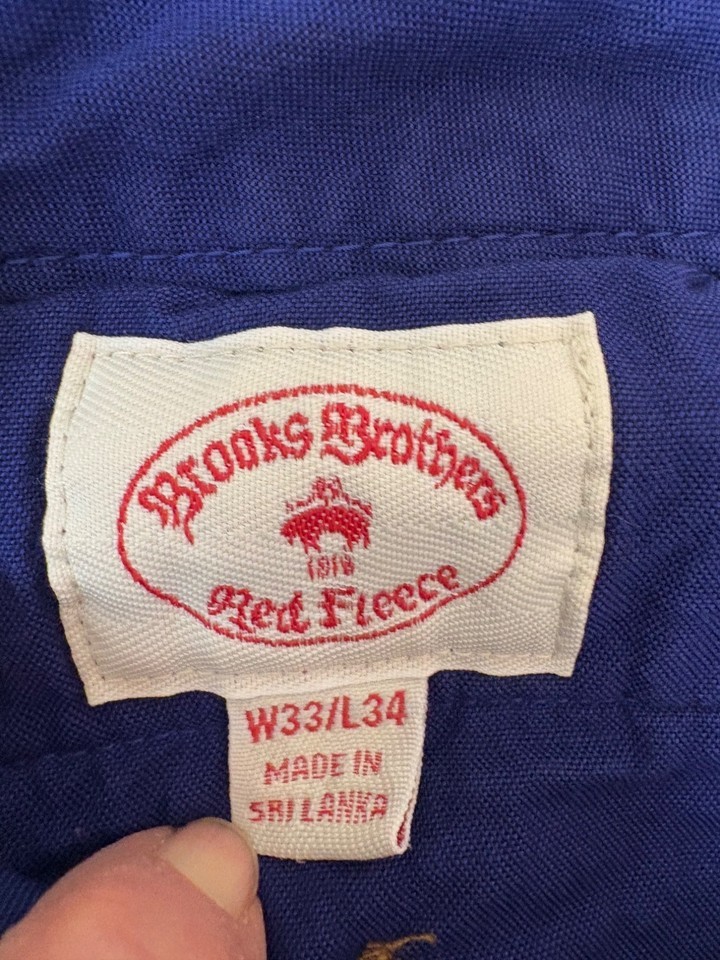 Brooks Brothers
1818
Red Fleece
W33/L34
MADE IN
SRI LANKA